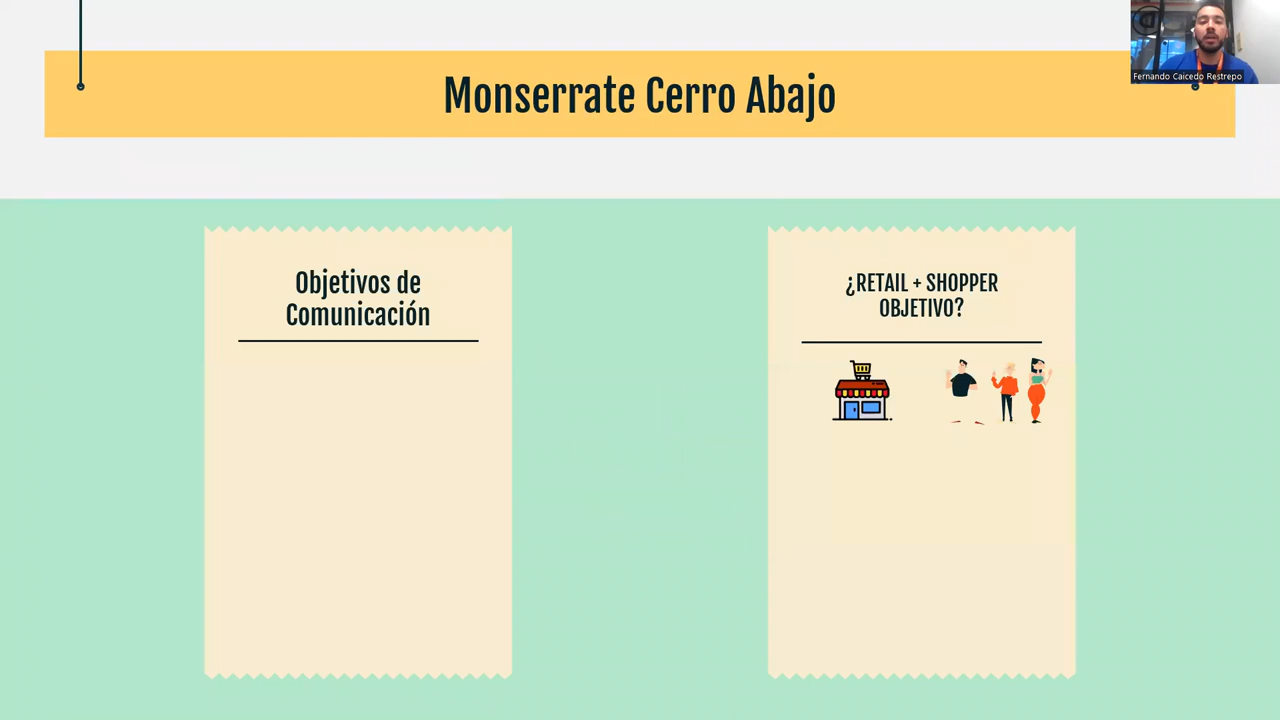 Monserrate Cerro Abajo
Fernando Caicedo Restrepo
Objetivos de
Comunicación
¿RETAIL + SHOPPER
OBJETIVO?